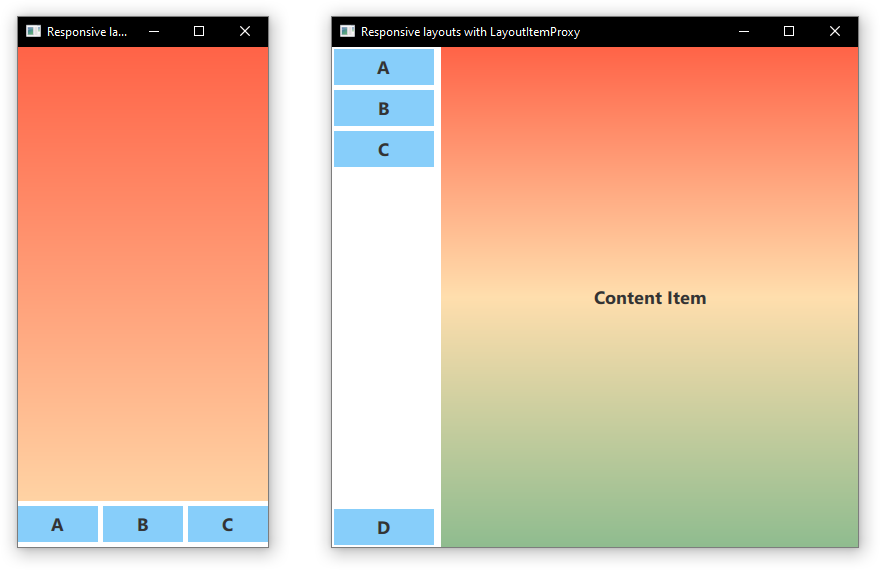 Responsive la...
A B C
Responsive layouts with LayoutItemProxy
A
B
C
Content Item
D